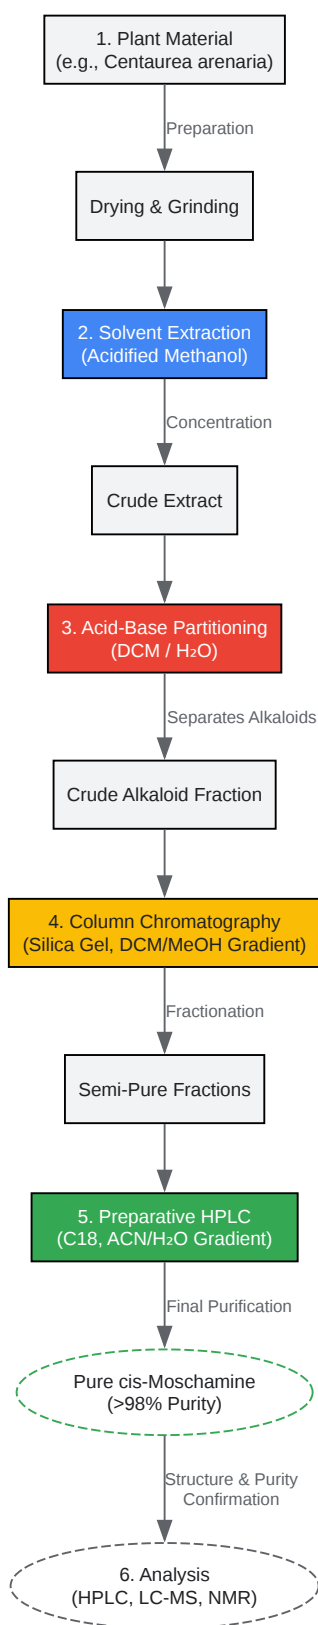 1. Plant Material
(e.g., Centaurea arenaria)
Preparation
Drying & Grinding
2. Solvent Extraction
(Acidified Methanol)
Concentration
Crude Extract
3. Acid-Base Partitioning
(DCM / H₂O)
Separates Alkaloids
Crude Alkaloid Fraction
4. Column Chromatography
(Silica Gel, DCM/MeOH Gradient)
Fractionation
Semi-Pure Fractions
5. Preparative HPLC
(C18, ACN/H₂O Gradient)
Final Purification
Pure cis-Moschamine
(>98% Purity)
Structure & Purity
Confirmation
6. Analysis
(HPLC, LC-MS, NMR)